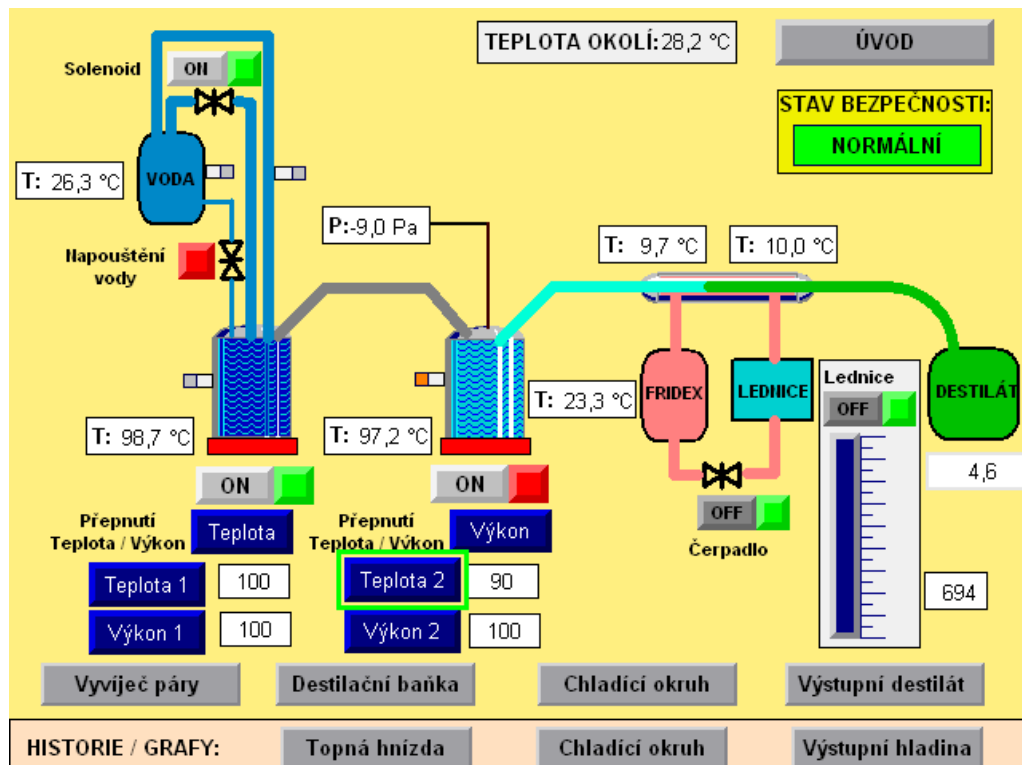 TEPLOTA OKOLÍ: 28,2 °C
ÚVOD
Solenoid
ON
STAV BEZPEČNOSTI:
NORMÁLNÍ
T: 26,3 °C
VODA
P:-9,0 Pa
T: 9,7 °C
T: 10,0 °C
Napouštění
vody
T: 23,3 °C
FRIDEX
LEDNICE
Lednice
OFF
DESTILÁT
T: 98,7 °C
T: 97,2 °C
4,6
ON
ON
OFF
Čerpadlo
Přepnutí
Teplota / Výkon
Teplota
Přepnutí
Teplota / Výkon
Výkon
Teplota 1
100
Teplota 2
90
694
Výkon 1
100
Výkon 2
100
Vyvíječ páry
Destilační baňka
Chladící okruh
Výstupní destilát
HISTORIE / GRAFY:
Topná hnízda
Chladící okruh
Výstupní hladina